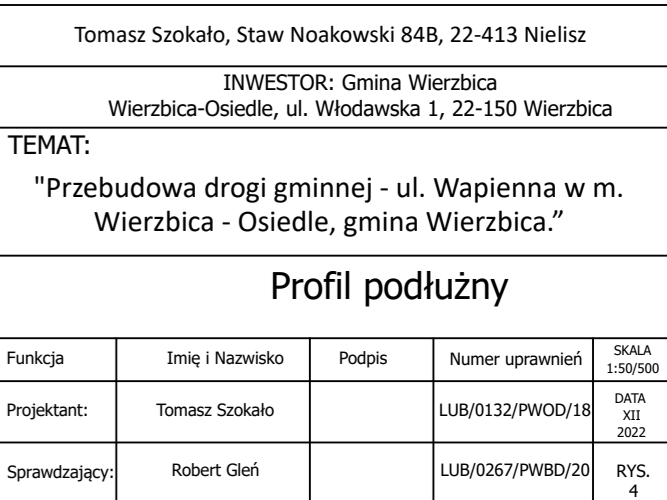 Tomasz Szokało, Staw Noakowski 84B, 22-413 Nielisz
INWESTOR: Gmina Wierzbica
Wierzbica-Osiedle, ul. Włodawska 1, 22-150 Wierzbica
TEMAT:
"Przebudowa drogi gminnej - ul. Wapienna w m.
Wierzbica - Osiedle, gmina Wierzbica.”
Profil podłużny
Funkcja Imię i Nazwisko Podpis Numer uprawnień SKALA
1:50/500
Projektant: Tomasz Szokało LUB/0132/PWOD/18 DATA
XII
2022
Sprawdzający: Robert Gleń LUB/0267/PWBD/20 RYS.
4